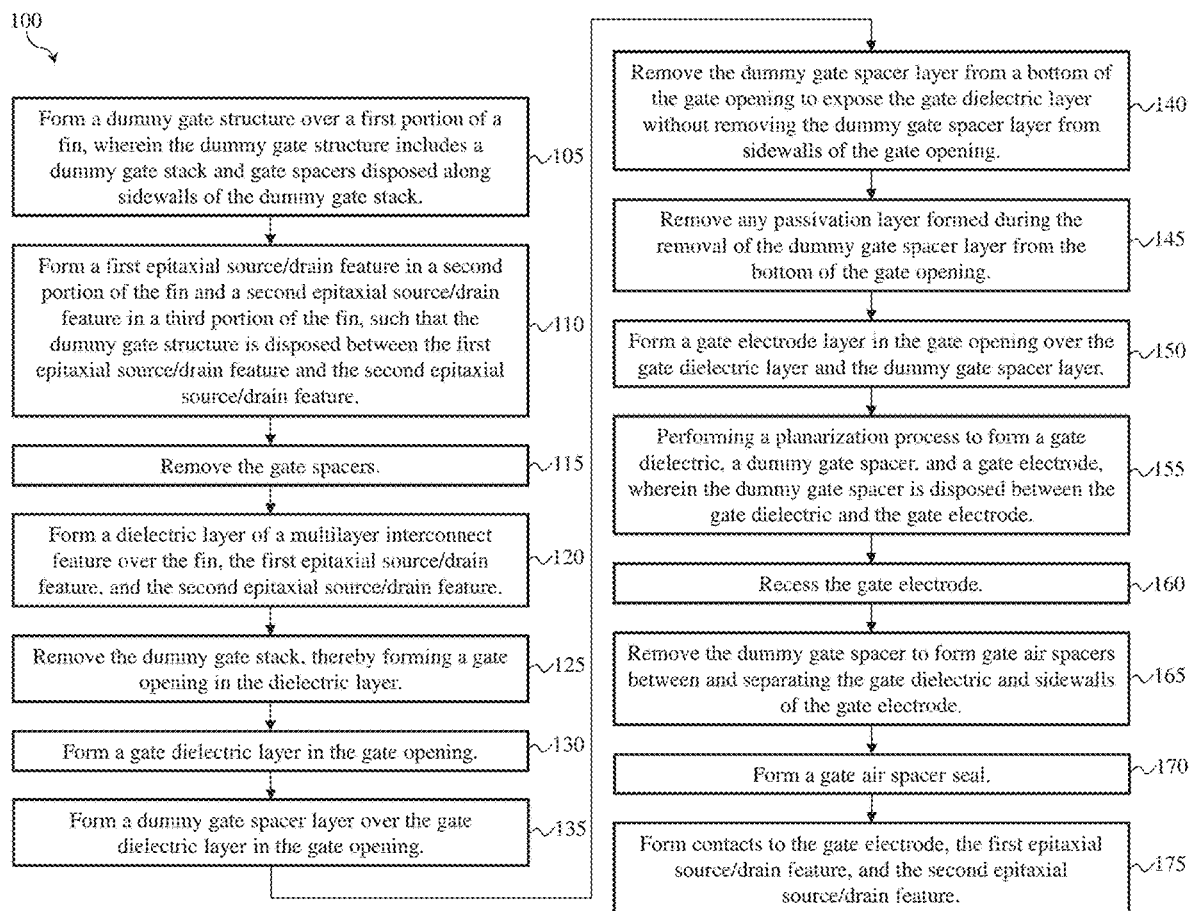 100
Form a dummy gate structure over a first portion of a
fin, wherein the dummy gate structure includes a
dummy gate stack and gate spacers disposed along
sidewalls of the dummy gate stack.
105
Form a first epitaxial source/drain feature in a second
portion of the fin and a second epitaxial source/drain
feature in a third portion of the fin, such that the
dummy gate structure is disposed between the first
epitaxial source/drain feature and the second epitaxial
source/drain feature.
110
Remove the gate spacers.
115
Form a dielectric layer of a multilayer interconnect
feature over the fin, the first epitaxial source/drain
feature, and the second epitaxial source/drain feature.
120
Remove the dummy gate stack, thereby forming a gate
opening in the dielectric layer.
125
Form a gate dielectric layer in the gate opening.
130
Form a dummy gate spacer layer over the gate
dielectric layer in the gate opening.
135
Remove the dummy gate spacer layer from a bottom of
the gate opening to expose the gate dielectric layer
without removing the dummy gate spacer layer from
sidewalls of the gate opening.
140
Remove any passivation layer formed during the
removal of the dummy gate spacer layer from the
bottom of the gate opening.
145
Form a gate electrode layer in the gate opening over the
gate dielectric layer and the dummy gate spacer layer.
150
Performing a planarization process to form a gate
dielectric, a dummy gate spacer, and a gate electrode,
wherein the dummy gate spacer is disposed between the
gate dielectric and the gate electrode.
155
Recess the gate electrode.
160
Remove the dummy gate spacer to form gate air spacers
between and separating the gate dielectric and sidewalls
of the gate electrode.
165
Form a gate air spacer seal.
170
Form contacts to the gate electrode, the first epitaxial
source/drain feature, and the second epitaxial
source/drain feature.
175